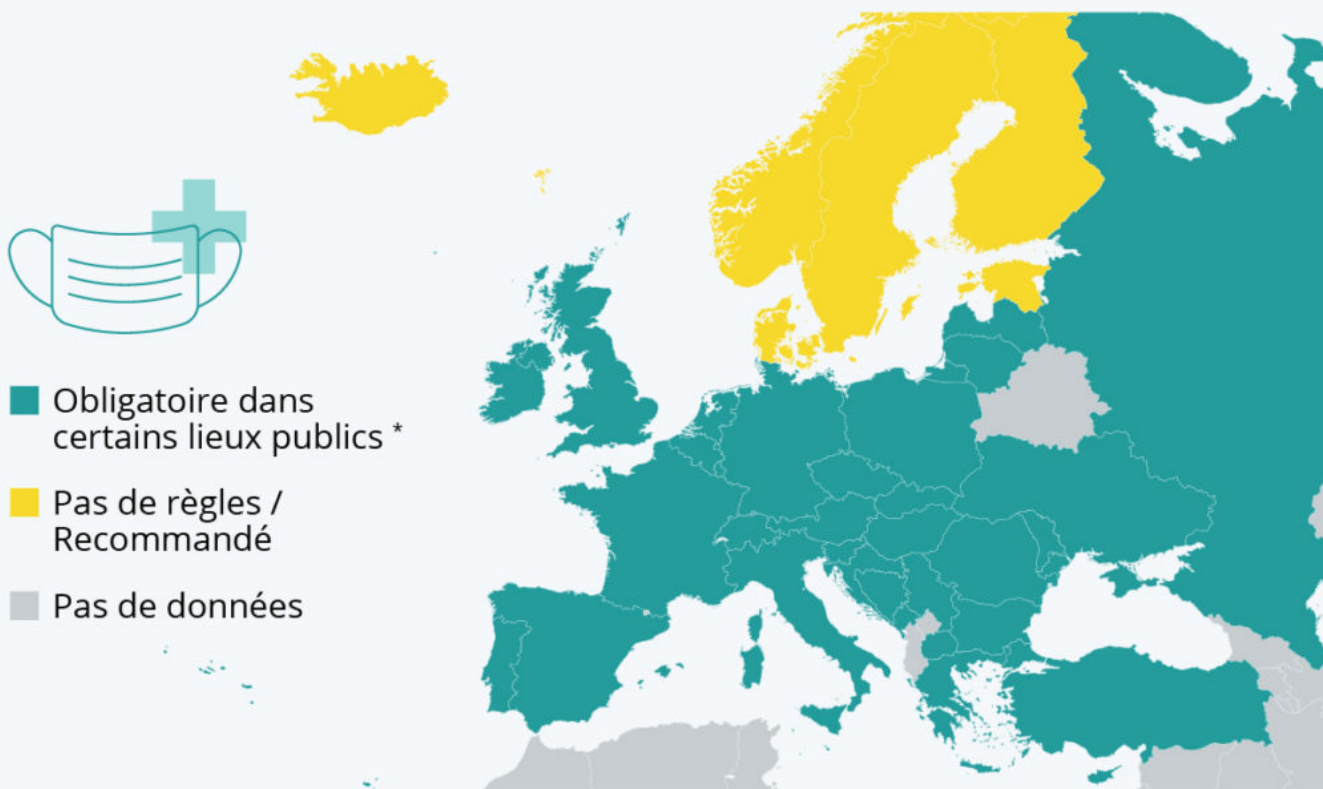 Obligatoire dans
certains lieux publics *
Pas de règles /
Recommandé
Pas de données